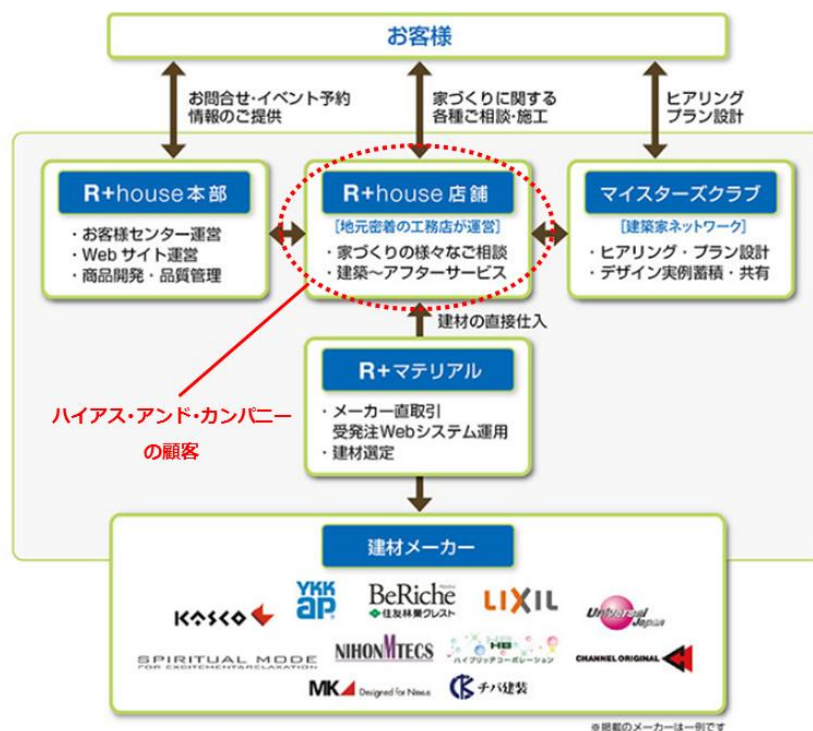 お客様
お問合せ・イベント予約
情報のご提供
家づくりに関する
各種ご相談・施工
ヒアリング
プラン設計
R+house本部
・お客様センター運営
・Webサイト運営
・商品開発・品質管理
R+house店舗
[地元密着の工務店が運営]
・家づくりの様々なご相談
・建築～アフターサービス
マイスターズクラブ
[建築家ネットワーク]
・ヒアリング・プラン設計
・デザイン実例蓄積・共有
建材の直接仕入
R+マテリアル
・メーカー直取引
受発注Webシステム運用
・建材選定
ハイアス・アンド・カンパニー
の顧客
建材メーカー
KASCO
YKK
ap
BeRiche
住友林業クレスト
LIXIL
Universal
Japan
SPIRITUAL MODE
FOR EXCITEMENT&RELAXATION
NIHON MTECS
HB
ハイブリッヂコーポレーション
CHANNEL ORIGINAL
MK Designed for Nexus
チバ建装
※掲載のメーカーは一例です